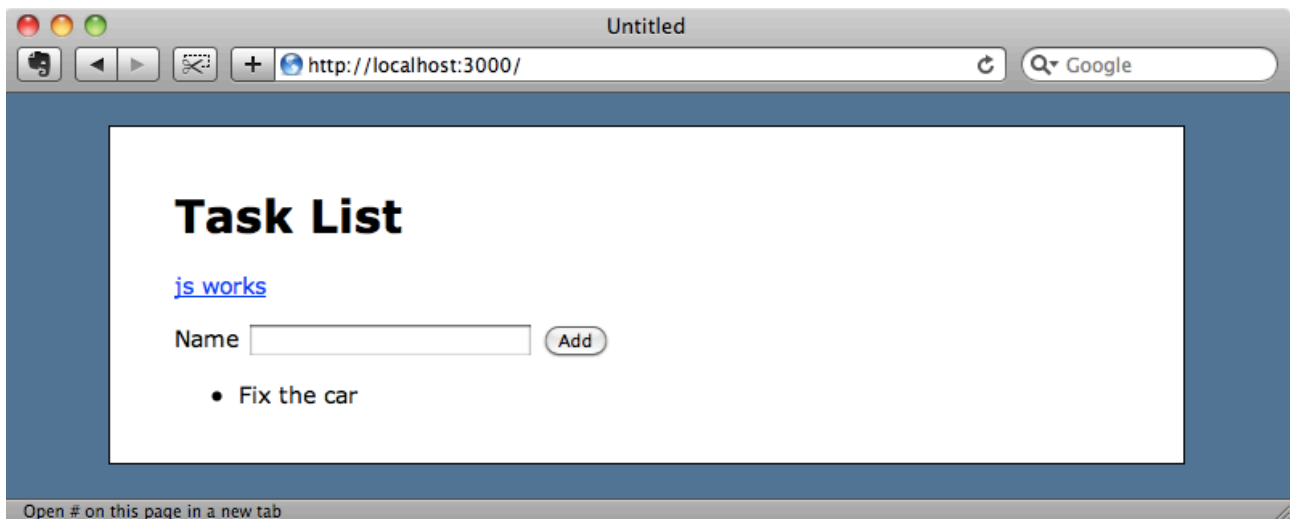 Untitled
http://localhost:3000/
Google
Task List
js works
Name Add
Fix the car
Open # on this page in a new tab